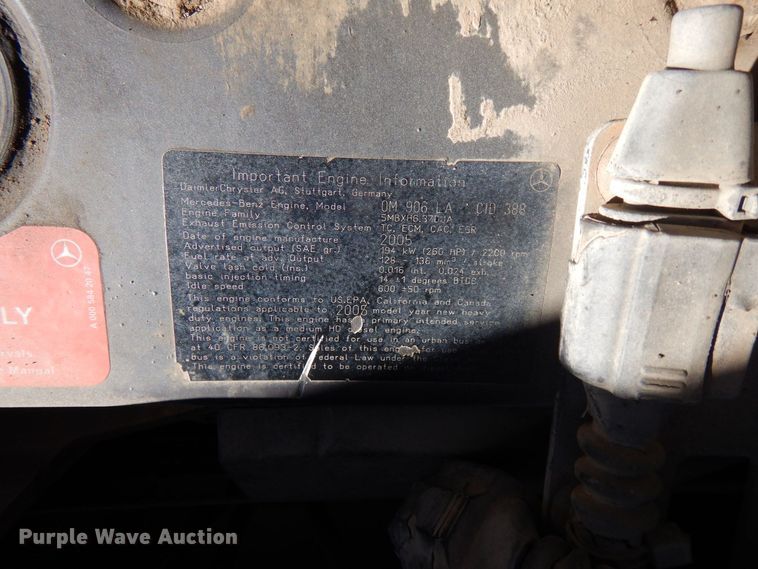 Important Engine Information
DaimlerChrysler AG, Stuttgart, Germany
Mercedes-Benz Engine, Model OM 906 LA CID 388
Engine Family
Exhaust Emission Control System TC, ECM, CAC, ESR
Date of engine manufacture 2005
Advertised output (SAE, gr.) 194 kW (260 HP) / 2200 rpm
Fuel rate at adv. Output 128 - 136 mm³ / stroke
Valve lash cold (ins.) 0.016 int. 0.024 exh.
basic injection timing 14 ±1 degrees BTDC
Idle speed 800 ±50 rpm
This engine conforms to US.EPA, California and Canada
regulations applicable to 2005 model year new heavy
duty engines. This engine has a primary intended service
application as a medium HD diesel engine.
This engine is not certified for use in an urban bus
at 40 CFR 86.093-2. Sales of this engine for use
bus is a violation of Federal Law under the
This engine is certified to be operated
A 000 584 20 47
LY
Manual
Purple Wave Auction®